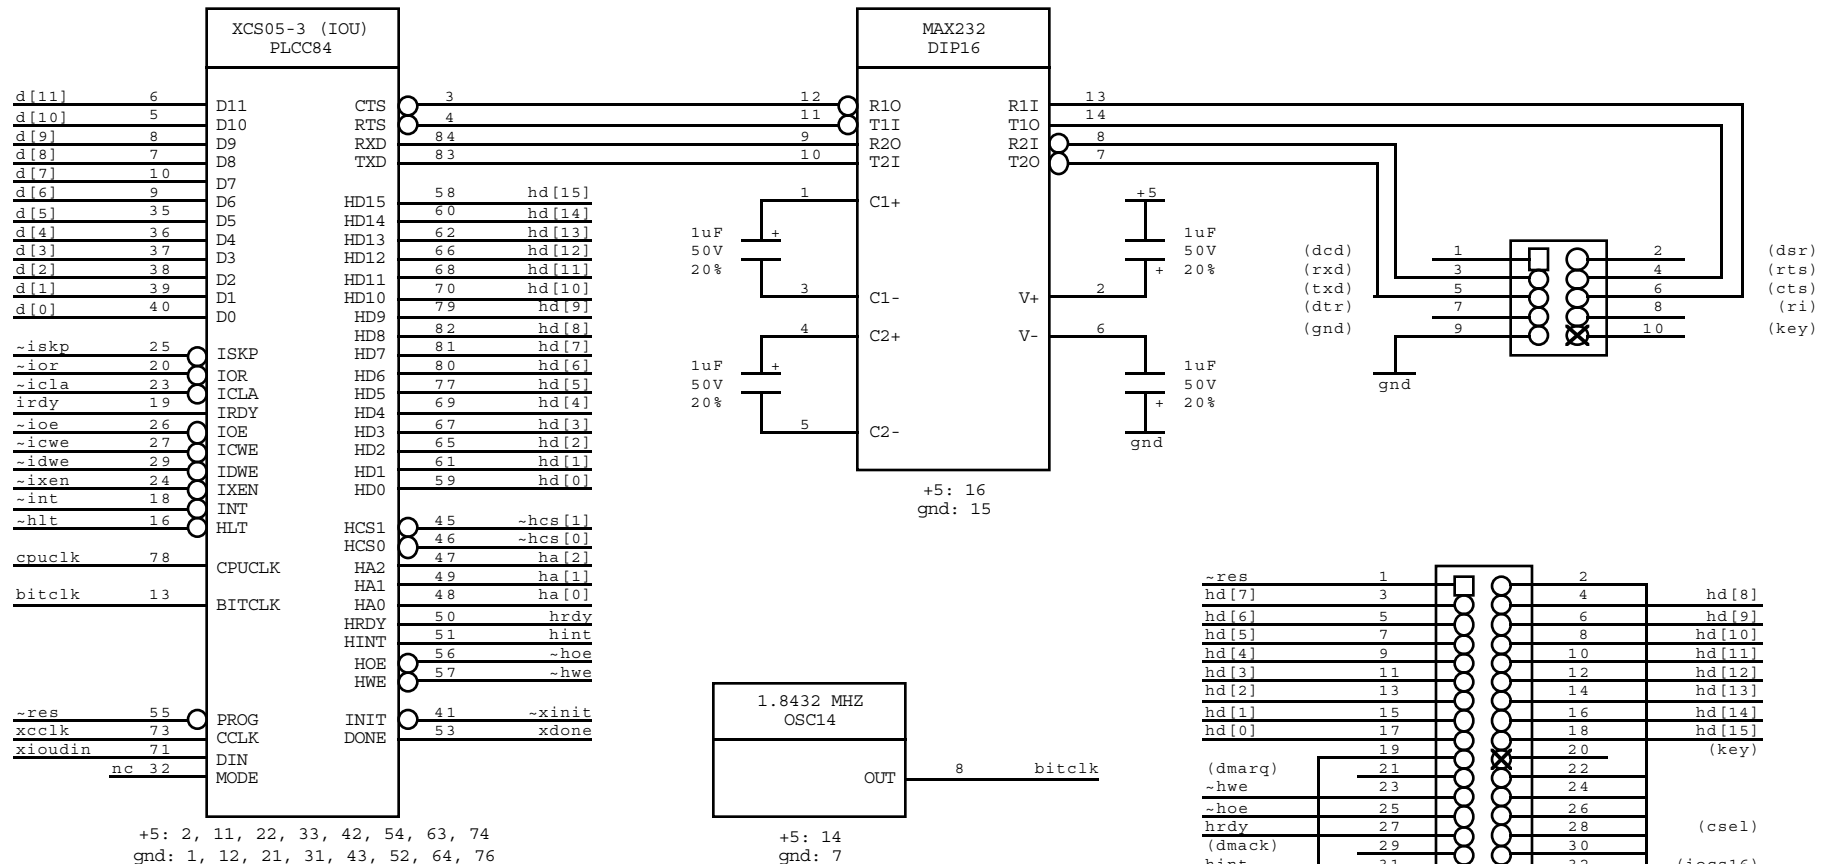 XCS05-3 (IOU)
PLCC84
d[11] 6 D11
d[10] 5 D10
d[9] 8 D9
d[8] 7 D8
d[7] 10 D7
d[6] 9 D6
d[5] 35 D5
d[4] 36 D4
d[3] 37 D3
d[2] 38 D2
d[1] 39 D1
d[0] 40 D0
~iskp 25 ISKP
~ior 20 IOR
~icla 23 ICLA
irdy 19 IRDY
~ioe 26 IOE
~icwe 27 ICWE
~idwe 29 IDWE
~ixen 24 IXEN
~int 18 INT
~hlt 16 HLT
cpuclk 78 CPUCLK
bitclk 13 BITCLK
~res 55 PROG
xcclk 73 CCLK
xioudin 71 DIN
nc 32 MODE
CTS 3
RTS 4
RXD 84
TXD 83
HD15 58 hd[15]
HD14 60 hd[14]
HD13 62 hd[13]
HD12 66 hd[12]
HD11 68 hd[11]
HD10 70 hd[10]
HD9 79 hd[9]
HD8 82 hd[8]
HD7 81 hd[7]
HD6 80 hd[6]
HD5 77 hd[5]
HD4 69 hd[4]
HD3 67 hd[3]
HD2 65 hd[2]
HD1 61 hd[1]
HD0 59 hd[0]
HCS1 45 ~hcs[1]
HCS0 46 ~hcs[0]
HA2 47 ha[2]
HA1 49 ha[1]
HA0 48 ha[0]
HRDY 50 hrdy
HINT 51 hint
HOE 56 ~hoe
HWE 57 ~hwe
INIT 41 ~xinit
DONE 53 xdone
+5: 2, 11, 22, 33, 42, 54, 63, 74
gnd: 1, 12, 21, 31, 43, 52, 64, 76
MAX232
DIP16
12 R1O
11 T1I
9 R2O
10 T2I
1 C1+
3 C1-
4 C2+
5 C2-
R1I 13
T1O 14
R2I 8
T2O 7
V+ 2
V- 6
+5: 16
gnd: 15
1uF +
50V
20%
1uF +
50V
20%
+5
1uF
50V
+ 20%
1uF
50V
+ 20%
gnd
(dcd) 1 2 (dsr)
(rxd) 3 4 (rts)
(txd) 5 6 (cts)
(dtr) 7 8 (ri)
(gnd) 9 10 (key)
gnd
1.8432 MHZ
OSC14
OUT 8 bitclk
+5: 14
gnd: 7
~res 1 2
hd[7] 3 4 hd[8]
hd[6] 5 6 hd[9]
hd[5] 7 8 hd[10]
hd[4] 9 10 hd[11]
hd[3] 11 12 hd[12]
hd[2] 13 14 hd[13]
hd[1] 15 16 hd[14]
hd[0] 17 18 hd[15]
19 20 (key)
(dmarq) 21 22
~hwe 23 24
~hoe 25 26
hrdy 27 28 (csel)
(dmack) 29 30
hint 31 32 (iocs16)